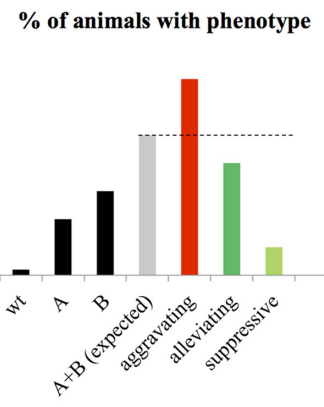 % of animals with phenotype
wt
A
B
A+B (expected)
aggravating
alleviating
suppressive